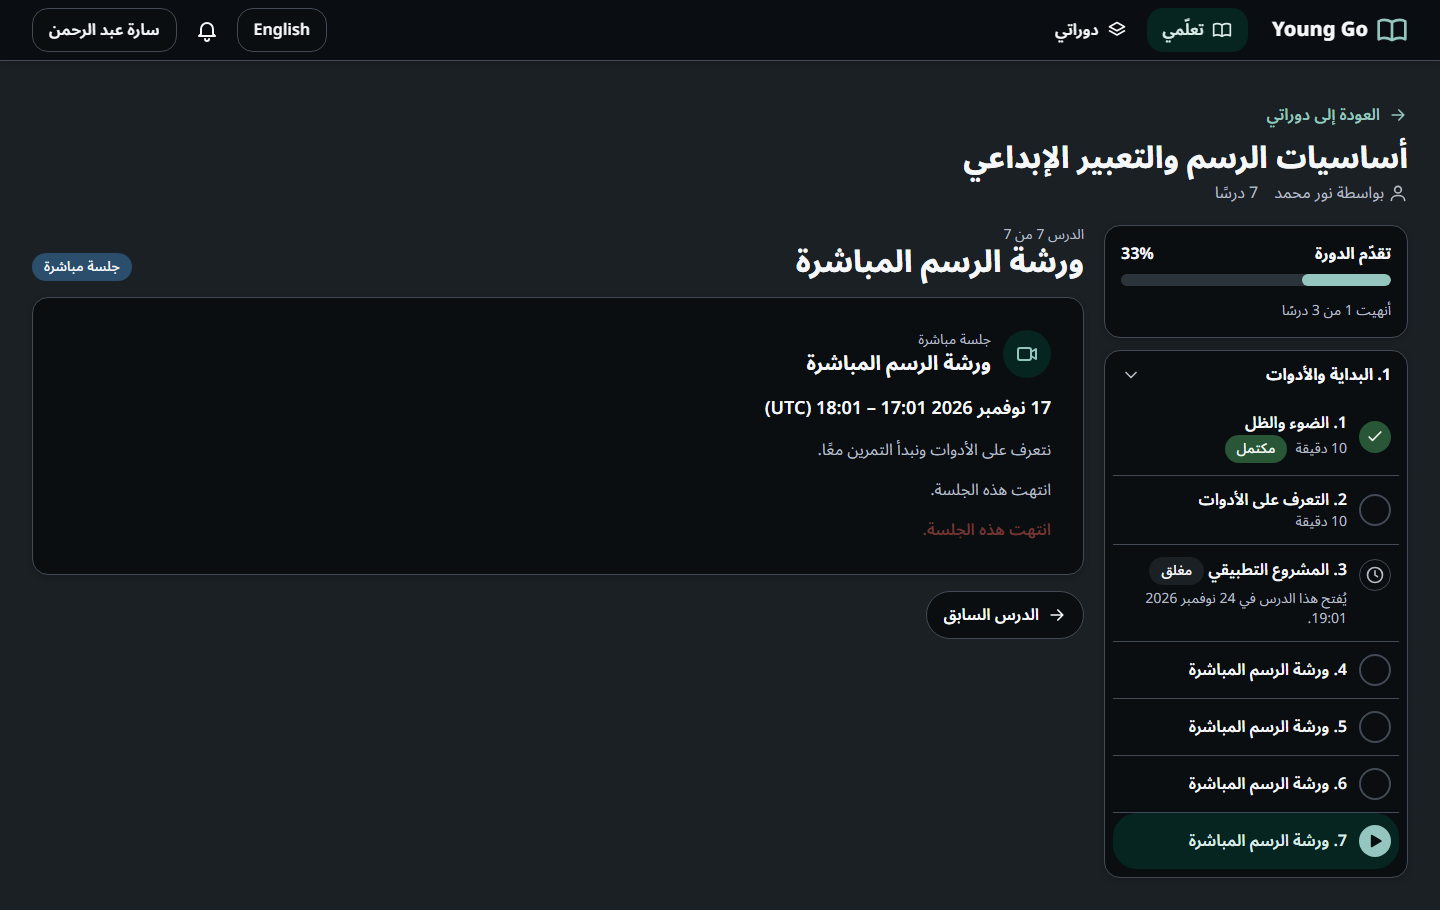 Young Go
تعلّمي
دوراتي
English
سارة عبد الرحمن
العودة إلى دوراتي
أساسيات الرسم والتعبير الإبداعي
بواسطة نور محمد 7 درسًا
تقدّم الدورة 33%
أنهيت 1 من 3 درسًا
1. البداية والأدوات
1. الضوء والظل
10 دقيقة مكتمل
2. التعرف على الأدوات
10 دقيقة
3. المشروع التطبيقي مغلق
يُفتح هذا الدرس في 24 نوفمبر 2026
19:01.
4. ورشة الرسم المباشرة
5. ورشة الرسم المباشرة
6. ورشة الرسم المباشرة
7. ورشة الرسم المباشرة
الدرس 7 من 7
ورشة الرسم المباشرة
جلسة مباشرة
جلسة مباشرة
ورشة الرسم المباشرة
17 نوفمبر 2026 17:01 – 18:01 (UTC)
نتعرف على الأدوات ونبدأ التمرين معًا.
انتهت هذه الجلسة.
انتهت هذه الجلسة.
الدرس السابق